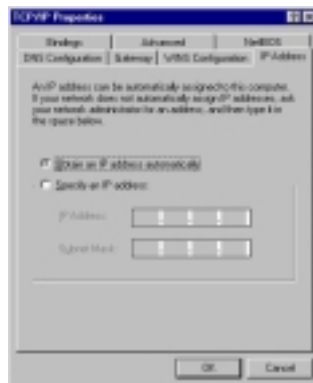 TCP/IP Properties
Bindings Advanced NetBIOS
DNS Configuration Gateway WINS Configuration IP Address
An IP address can be automatically assigned to this computer.
If your network does not automatically assign IP addresses, ask
your network administrator for an address, and then type it in
the space below.
Obtain an IP address automatically
Specify an IP address:
IP Address:
Subnet Mask:
OK Cancel